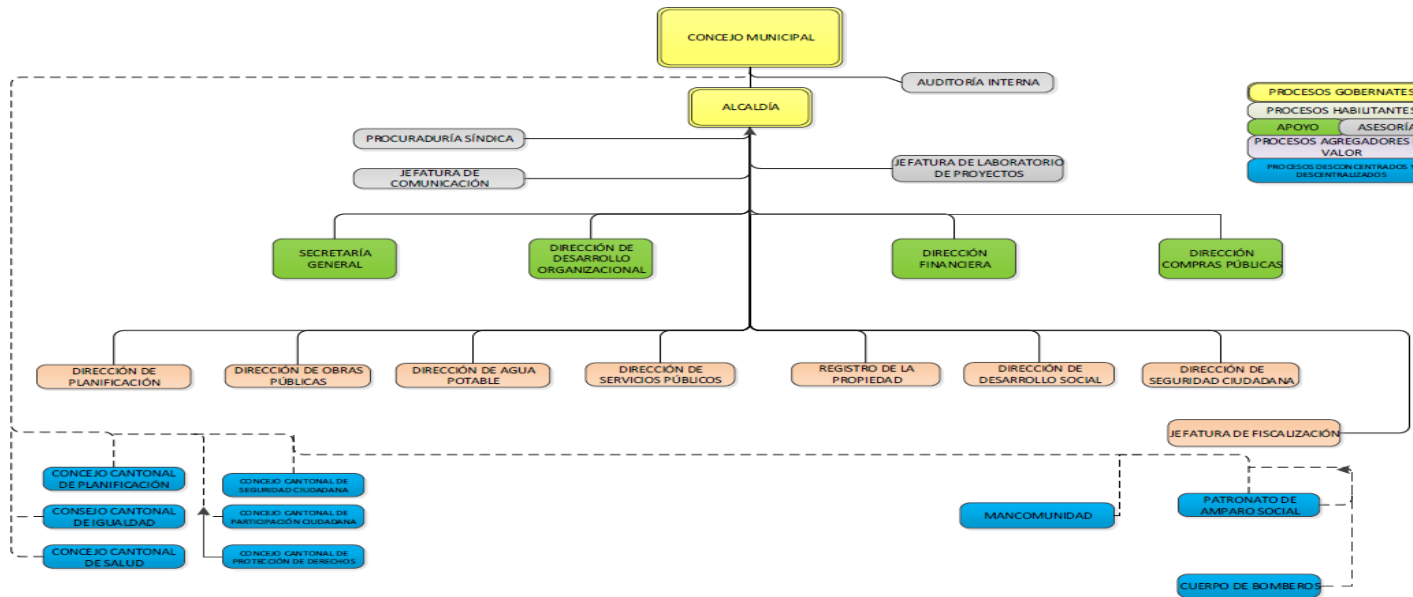 CONCEJO MUNICIPAL
AUDITORÍA INTERNA
ALCALDÍA
PROCESOS GOBERNATES
PROCESOS HABILITANTES
APOYO
ASESORÍA
PROCESOS AGREGADORES
VALOR
PROCESOS DESCONCENTRADOS Y
DESCENTRALIZADOS
PROCURADURÍA SÍNDICA
JEFATURA DE
COMUNICACIÓN
JEFATURA DE LABORATORIO
DE PROYECTOS
SECRETARÍA
GENERAL
DIRECCIÓN DE
DESARROLLO
ORGANIZACIONAL
DIRECCIÓN
FINANCIERA
DIRECCIÓN
COMPRAS PÚBLICAS
DIRECCIÓN DE
PLANIFICACIÓN
DIRECCIÓN DE OBRAS
PÚBLICAS
DIRECCIÓN DE AGUA
POTABLE
DIRECCIÓN DE
SERVICIOS PÚBLICOS
REGISTRO DE LA
PROPIEDAD
DIRECCIÓN DE
DESARROLLO SOCIAL
DIRECCIÓN DE
SEGURIDAD CIUDADANA
JEFATURA DE FISCALIZACIÓN
CONCEJO CANTONAL
DE PLANIFICACIÓN
CONCEJO CANTONAL DE
SEGURIDAD CIUDADANA
CONSEJO CANTONAL
DE IGUALDAD
CONCEJO CANTONAL DE
PARTICIPACIÓN CIUDADANA
CONCEJO CANTONAL
DE SALUD
CONCEJO CANTONAL DE
PROTECCIÓN DE DERECHOS
MANCOMUNIDAD
PATRONATO DE
AMPARO SOCIAL
CUERPO DE BOMBEROS